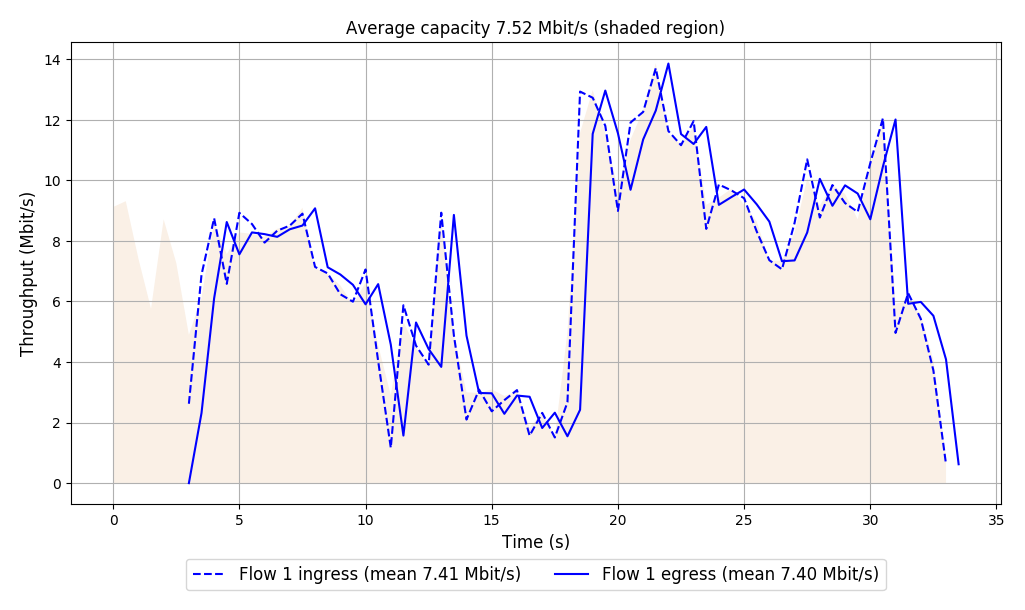 Average capacity 7.52 Mbit/s (shaded region)
Throughput (Mbit/s)
14
12
10
8
6
4
2
0
0 5 10 15 20 25 30 35
Time (s)
Flow 1 ingress (mean 7.41 Mbit/s) Flow 1 egress (mean 7.40 Mbit/s)